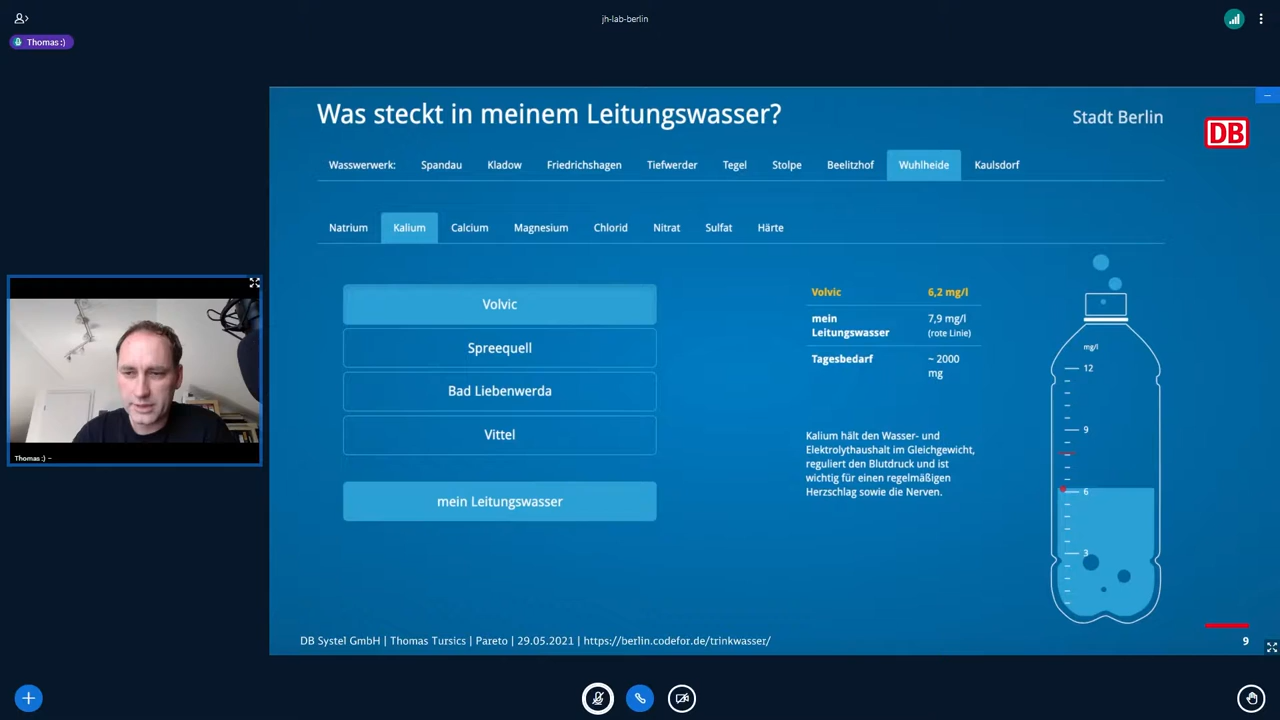 jh-lab-berlin
Thomas :)
Was steckt in meinem Leitungswasser?
Stadt Berlin
DB
Wasswerwerk: Spandau Kladow Friedrichshagen Tiefwerder Tegel Stolpe Beelitzhof Wuhlheide Kaulsdorf
Natrium Kalium Calcium Magnesium Chlorid Nitrat Sulfat Härte
Volvic
Spreequell
Bad Liebenwerda
Vittel
mein Leitungswasser
Volvic 6,2 mg/l
mein 7,9 mg/l
Leitungswasser (rote Linie)
Tagesbedarf ~ 2000
mg
Kalium hält den Wasser- und
Elektrolythaushalt im Gleichgewicht,
reguliert den Blutdruck und ist
wichtig für einen regelmäßigen
Herzschlag sowie die Nerven.
mg/l
12
9
6
3
Thomas :) ~
DB Systel GmbH | Thomas Tursics | Pareto | 29.05.2021 | https://berlin.codefor.de/trinkwasser/
9